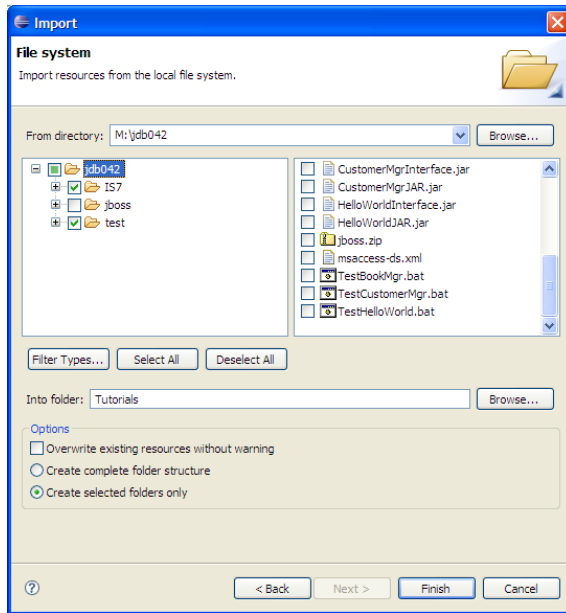 Import
File system
Import resources from the local file system.
From directory: M:\jdb042 Browse...
jdb042
IS7
jboss
test
CustomerMgrInterface.jar
CustomerMgrJAR.jar
HelloWorldInterface.jar
HelloWorldJAR.jar
jboss.zip
msaccess-ds.xml
TestBookMgr.bat
TestCustomerMgr.bat
TestHelloWorld.bat
Filter Types... Select All Deselect All
Into folder: Tutorials Browse...
Options
Overwrite existing resources without warning
Create complete folder structure
Create selected folders only
? < Back Next > Finish Cancel